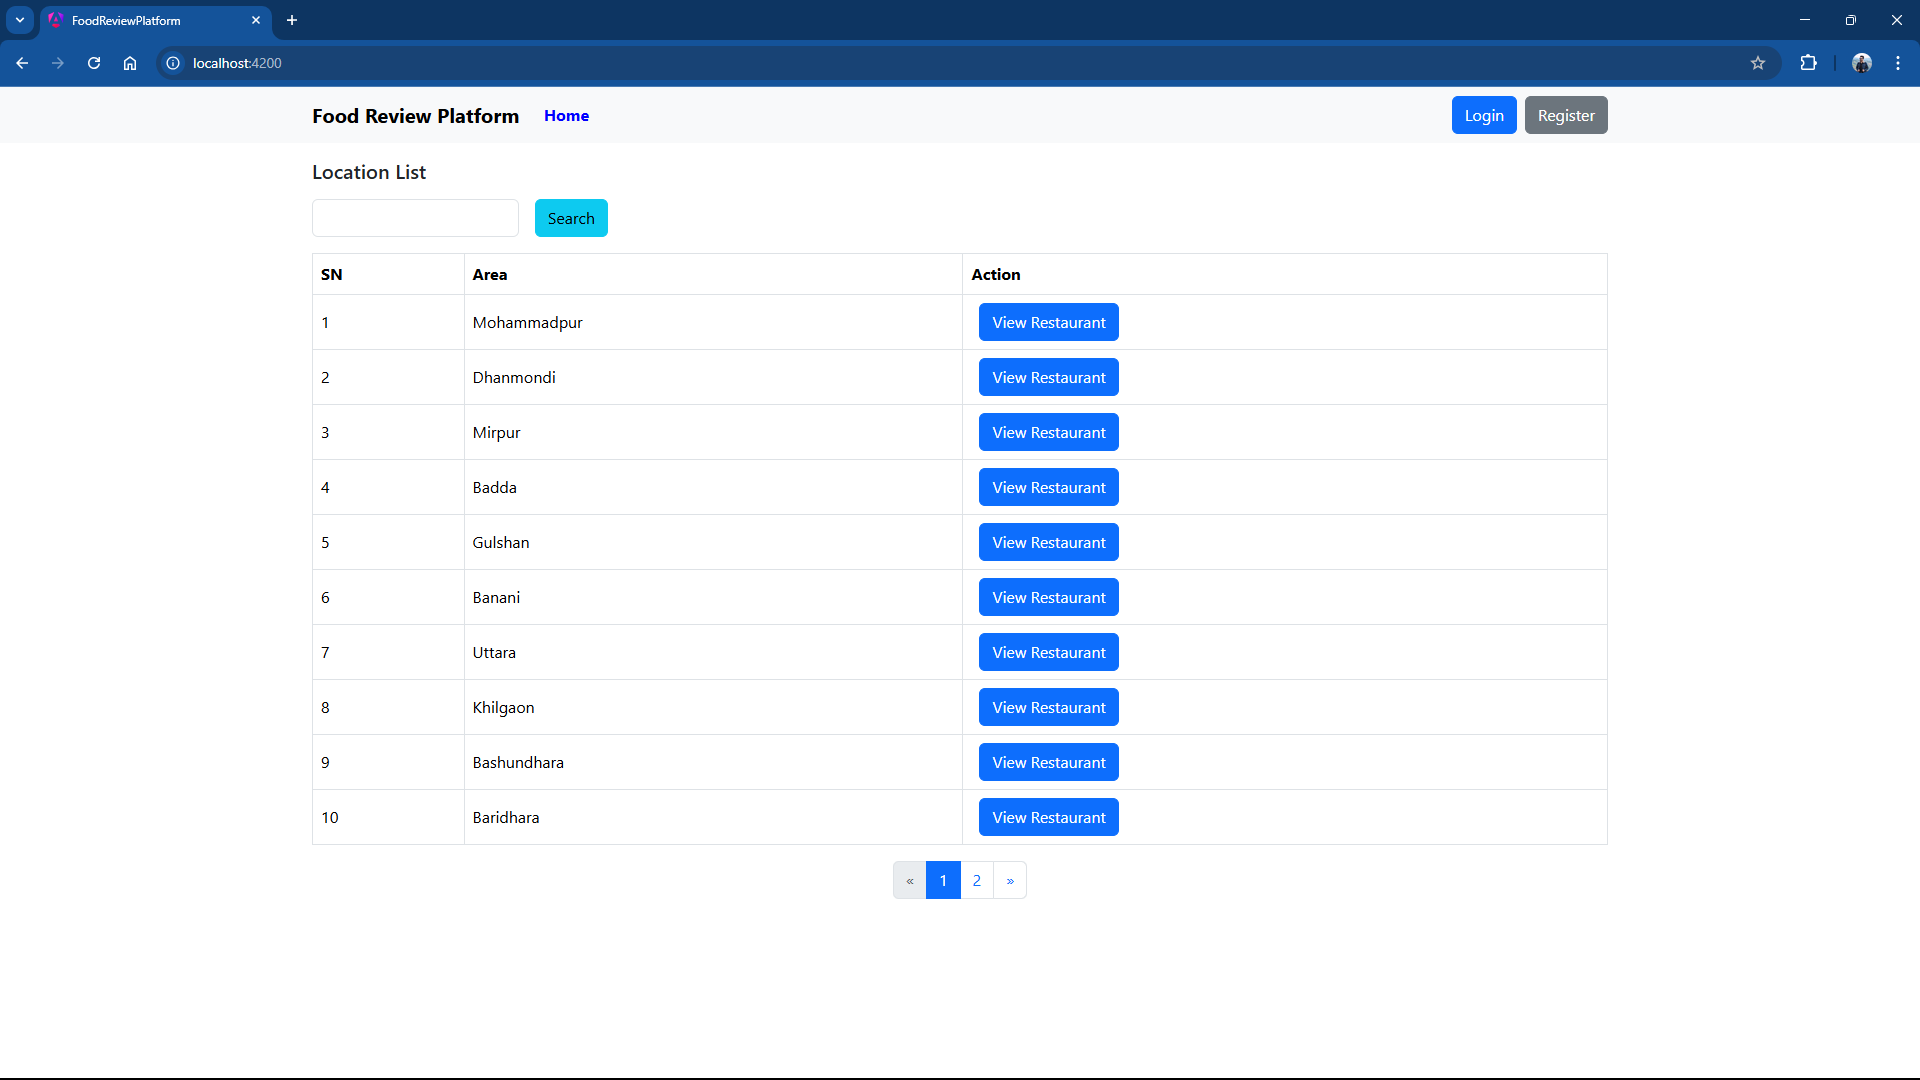 FoodReviewPlatform
localhost:4200
Food Review Platform Home Login Register
Location List
Search
SN Area Action
1 Mohammadpur View Restaurant
2 Dhanmondi View Restaurant
3 Mirpur View Restaurant
4 Badda View Restaurant
5 Gulshan View Restaurant
6 Banani View Restaurant
7 Uttara View Restaurant
8 Khilgaon View Restaurant
9 Bashundhara View Restaurant
10 Baridhara View Restaurant
« 1 2 »